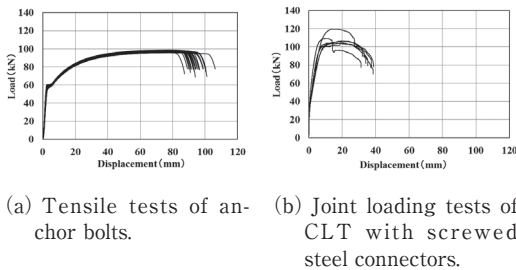 140
120
100
80
60
40
20
0
Load(kN)
0 20 40 60 80 100 120
Displacement(mm)
140
120
100
80
60
40
20
0
Load(kN)
0 20 40 60 80 100 120
Displacement(mm)
(a) Tensile tests of an-
chor bolts.
(b) Joint loading tests of
CLT with screwed
steel connectors.